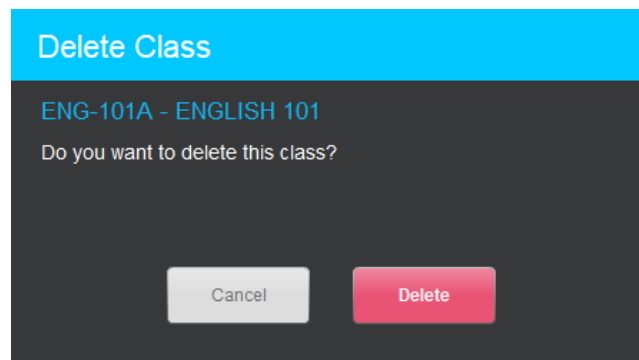 Delete Class
ENG-101A - ENGLISH 101
Do you want to delete this class?
Cancel Delete